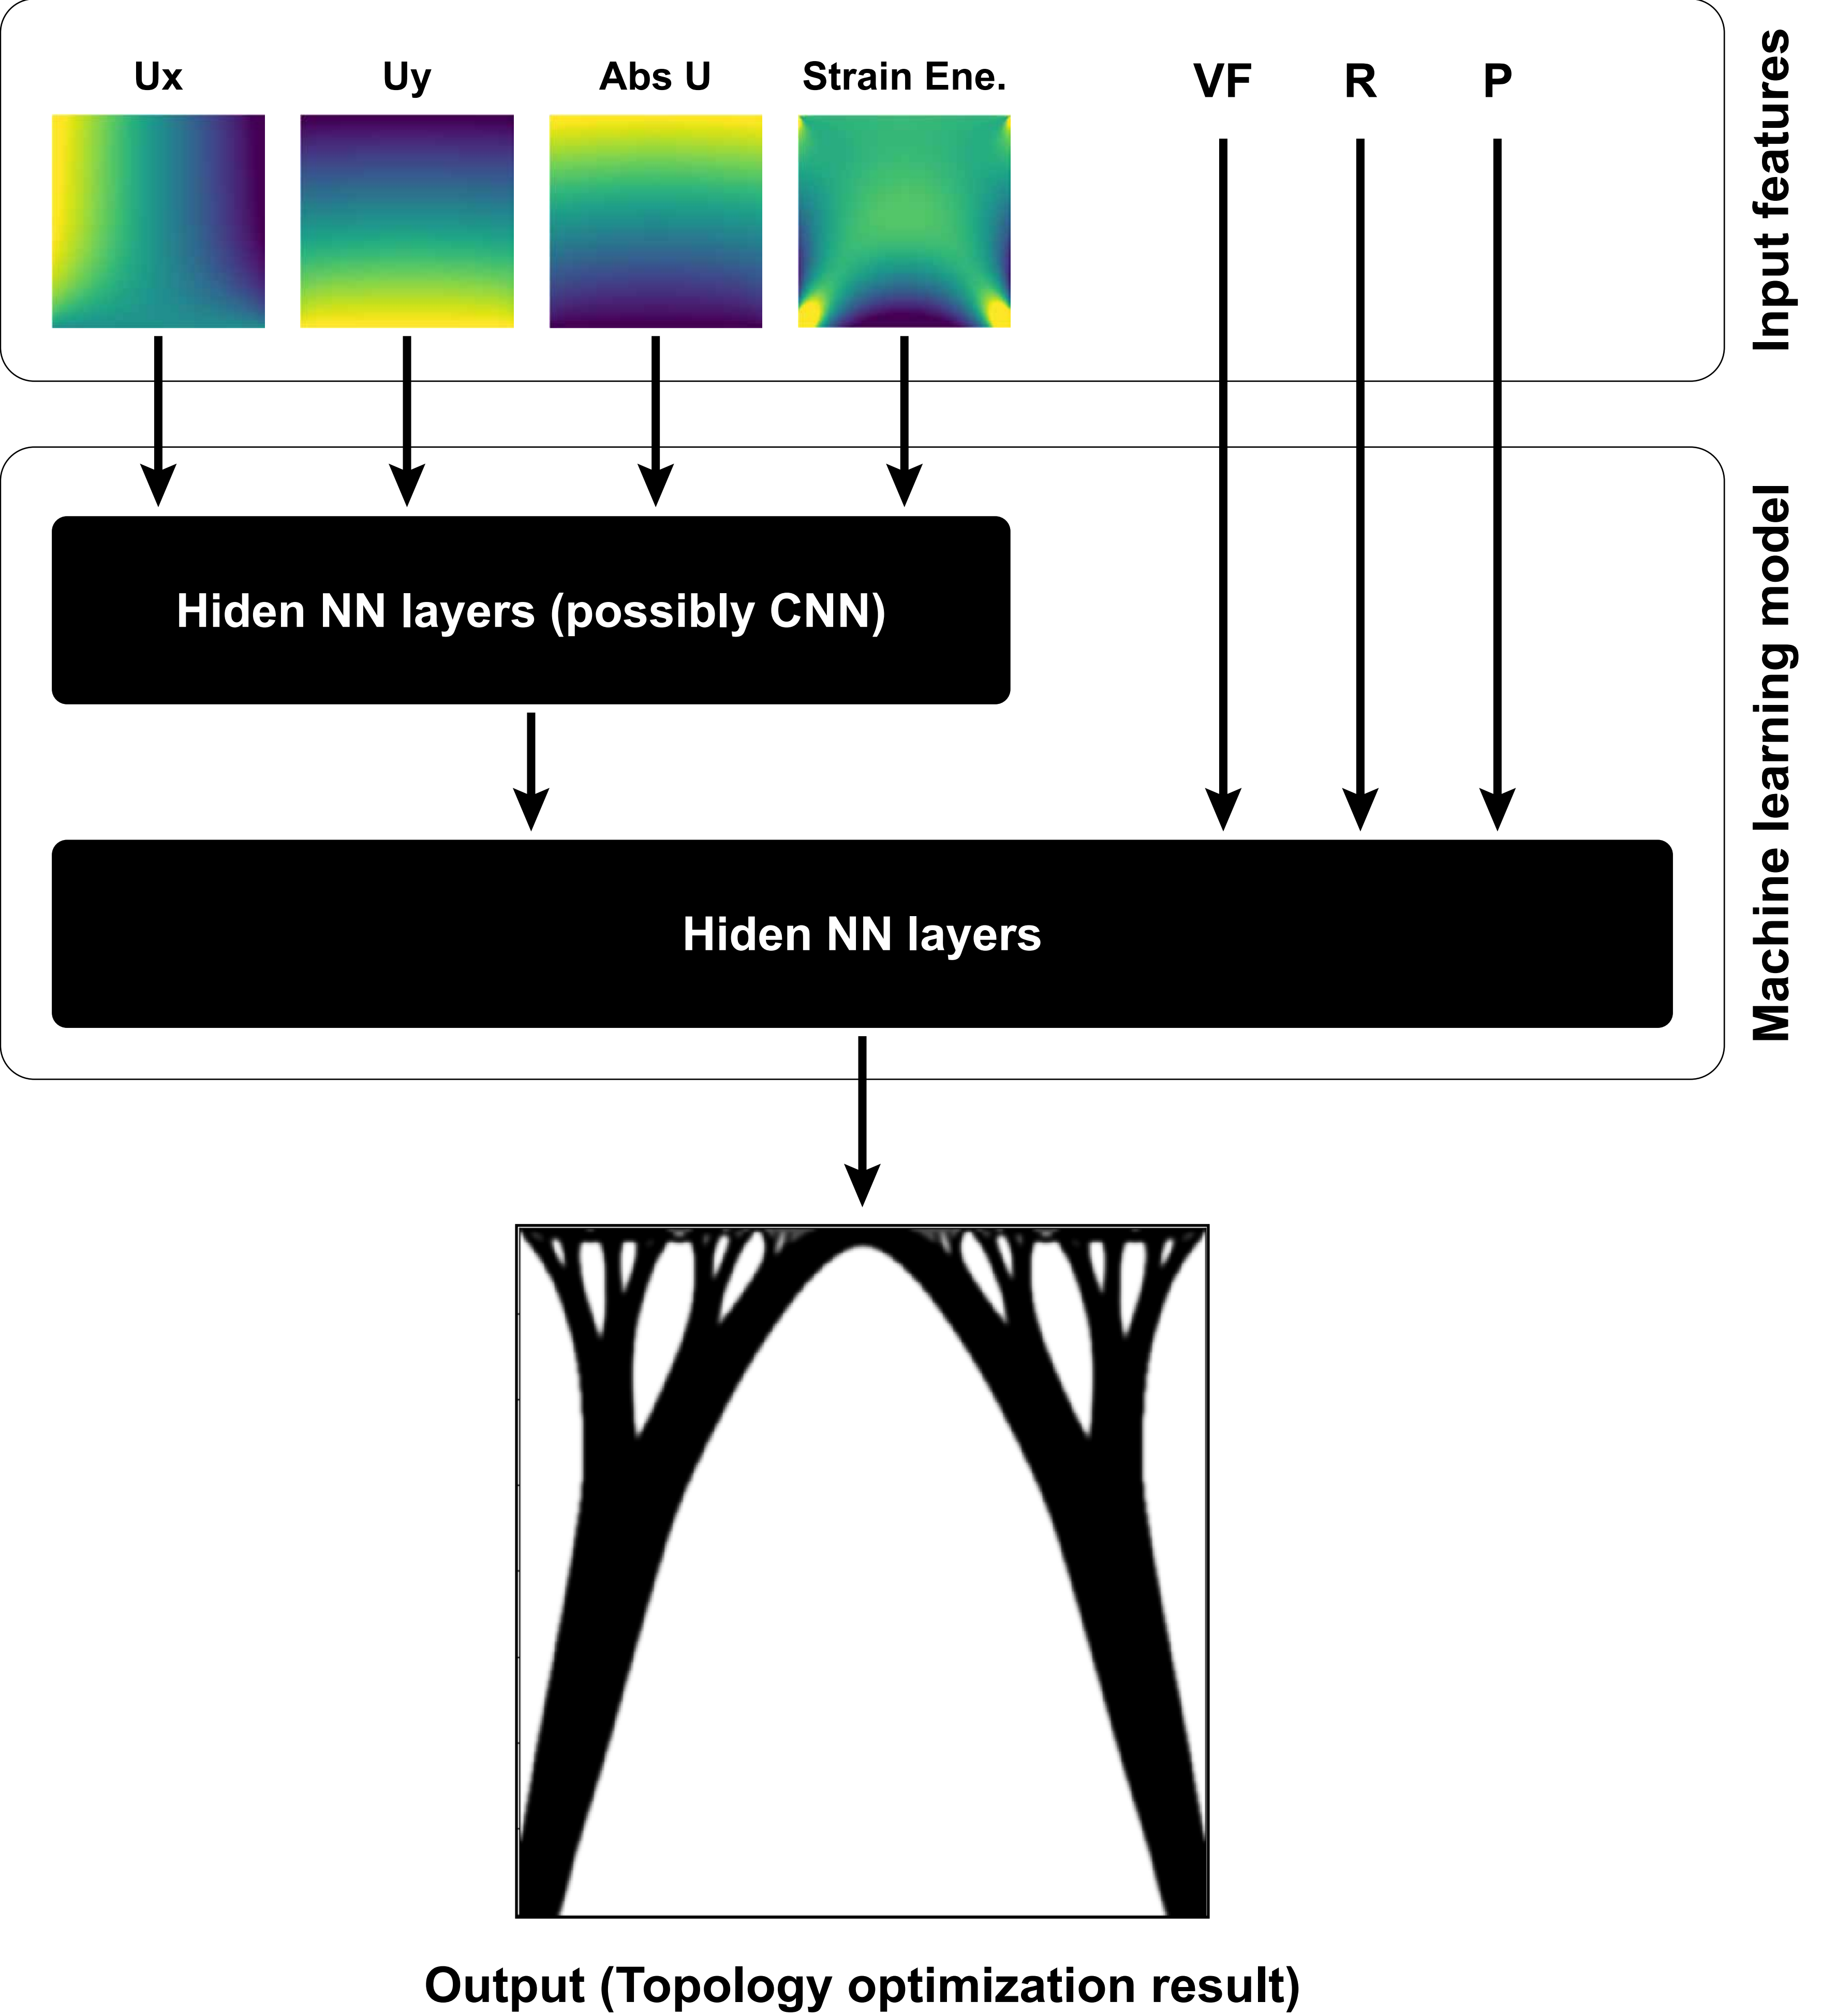 Ux
Uy
Abs U
Strain Ene.
VF
R
P
Input features
Hiden NN layers (possibly CNN)
Hiden NN layers
Machine learning model
Output (Topology optimization result)